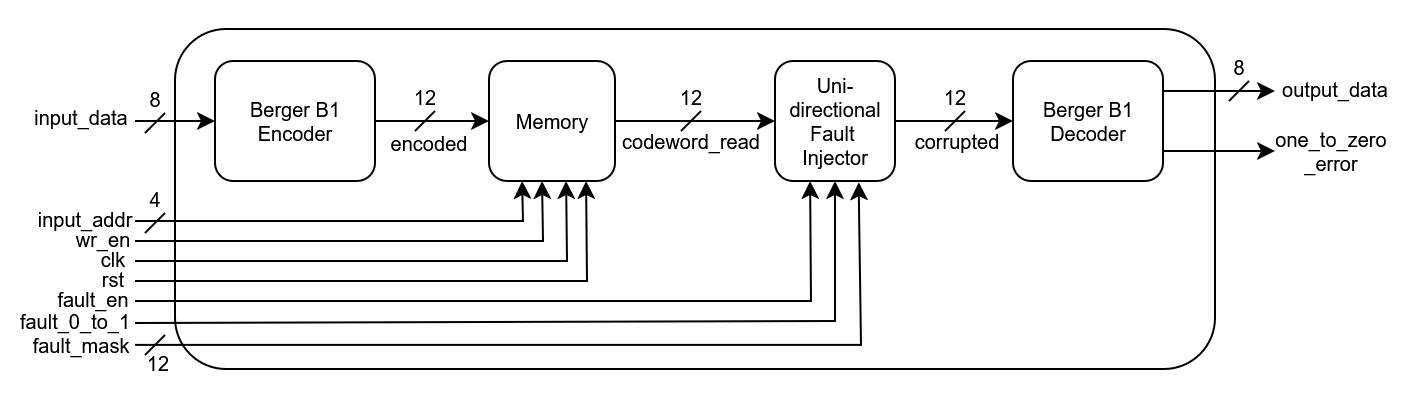 input_data
8
Berger B1
Encoder
12
encoded
Memory
12
codeword_read
Uni-
directional
Fault
Injector
12
corrupted
Berger B1
Decoder
8
output_data
one_to_zero
_error
4
input_addr
wr_en
clk
rst
fault_en
fault_0_to_1
fault_mask
12